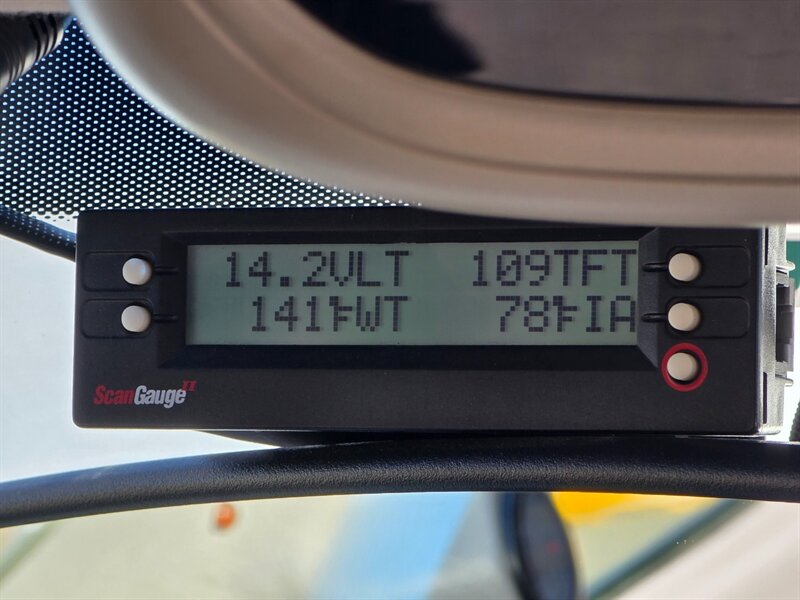 14.2VLT 109TFT
141°FWT 78°FIA
ScanGauge II